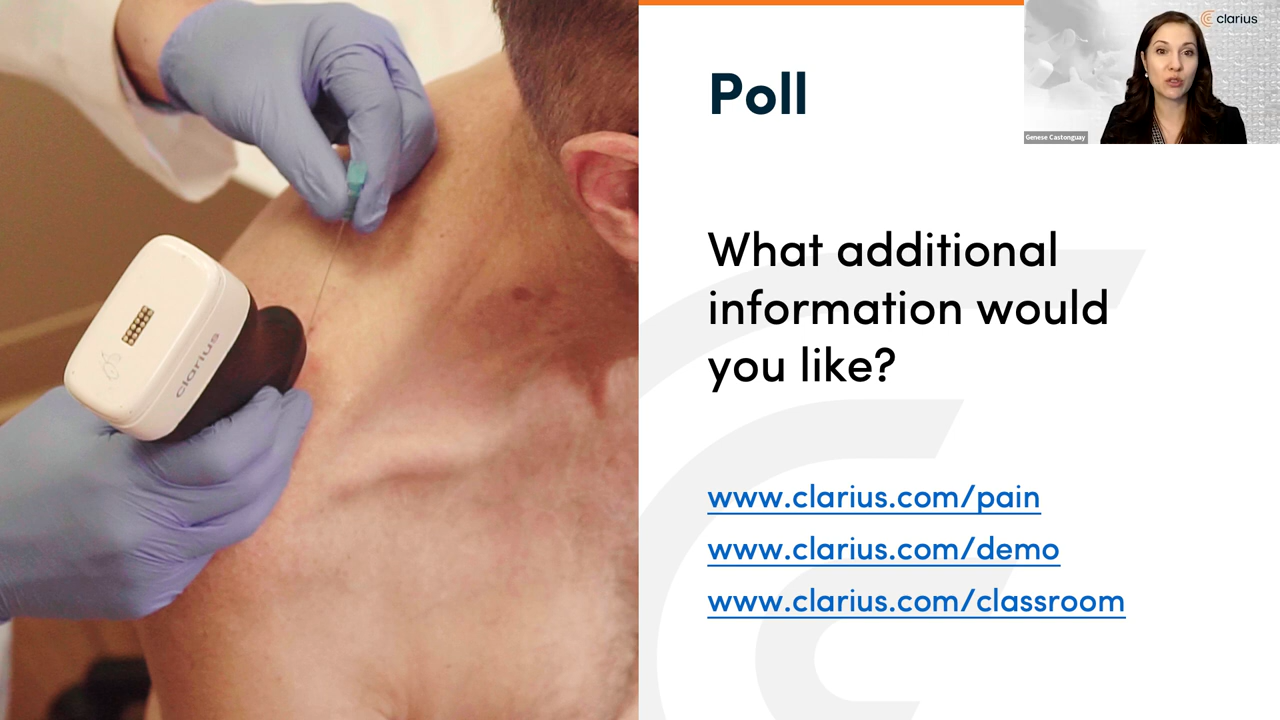 clarius
Poll
clarius
Genese Castonguay
What additional
information would
you like?
www.clarius.com/pain
www.clarius.com/demo
www.clarius.com/classroom